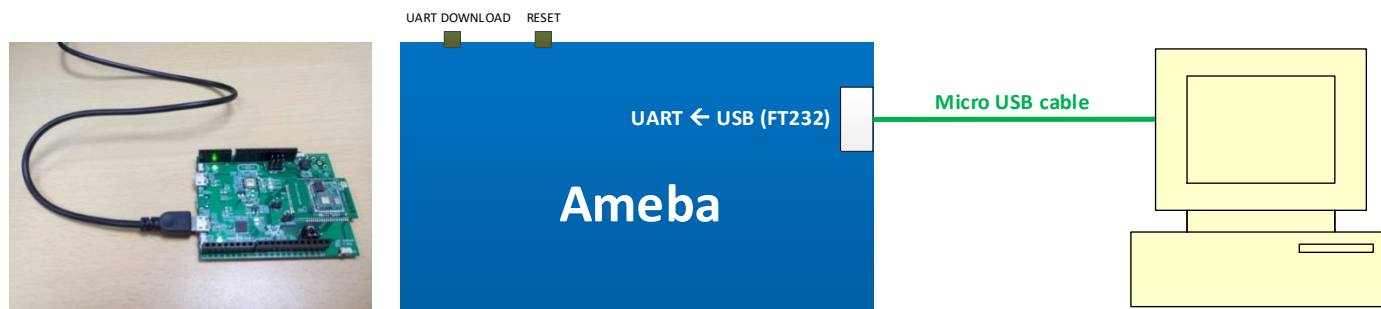 UART DOWNLOAD RESET
UART ← USB (FT232)
Micro USB cable
Ameba